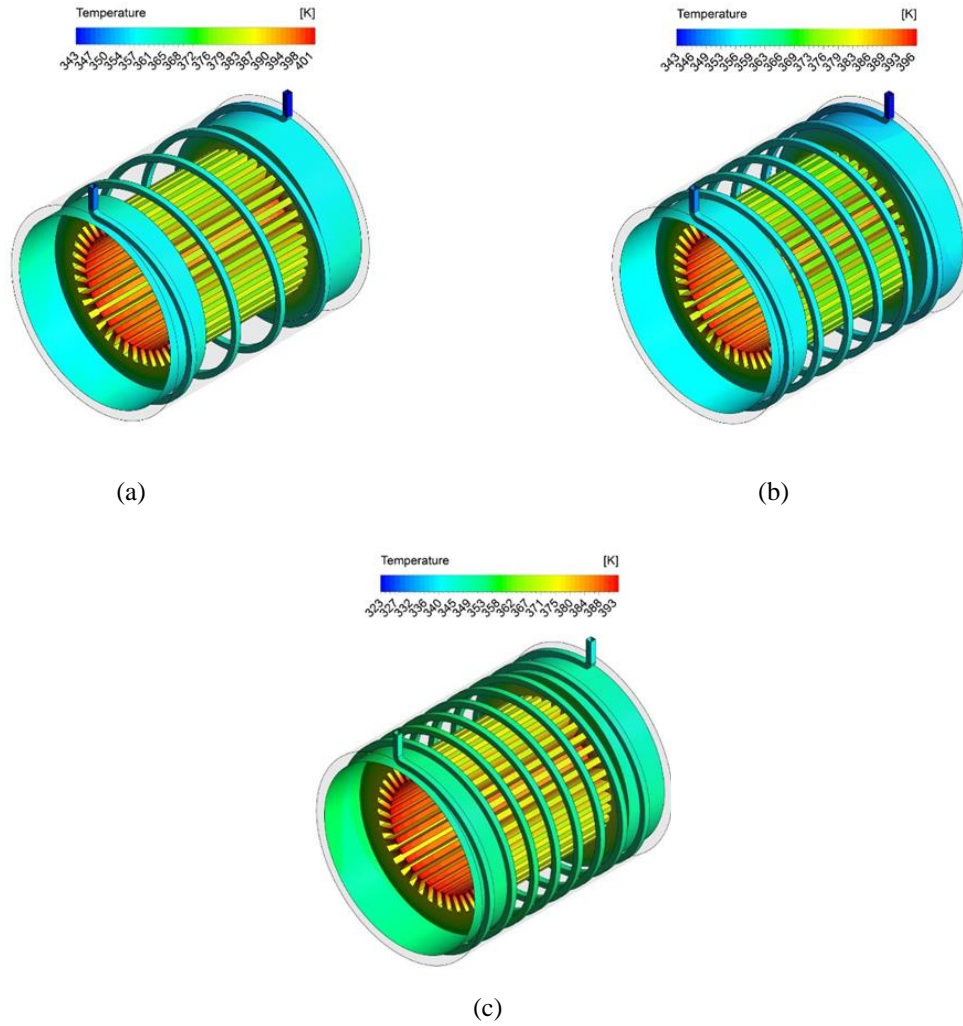 Temperature [K]
343 347 350 354 357 361 365 368 372 376 379 383 387 390 394 398 401
Temperature [K]
343 346 349 353 356 359 363 366 369 373 376 379 383 386 389 393 396
(a)
(b)
Temperature [K]
323 327 332 336 340 345 349 353 358 362 367 371 375 380 384 388 393
(c)